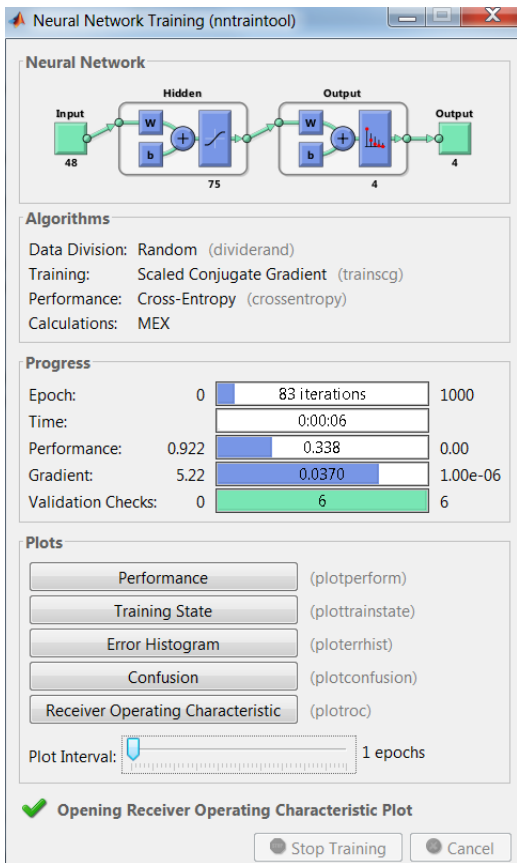 Neural Network Training (nntraintool)
Neural Network
Hidden Output
Input Output
W W
b b
48 4
75 4
Algorithms
Data Division: Random (dividerand)
Training: Scaled Conjugate Gradient (trainscg)
Performance: Cross-Entropy (crossentropy)
Calculations: MEX
Progress
Epoch: 0 83 iterations 1000
Time: 0:00:06
Performance: 0.922 0.338 0.00
Gradient: 5.22 0.0370 1.00e-06
Validation Checks: 0 6 6
Plots
Performance (plotperform)
Training State (plottrainstate)
Error Histogram (ploterrhist)
Confusion (plotconfusion)
Receiver Operating Characteristic (plotroc)
Plot Interval: 1 epochs
Opening Receiver Operating Characteristic Plot
Stop Training Cancel